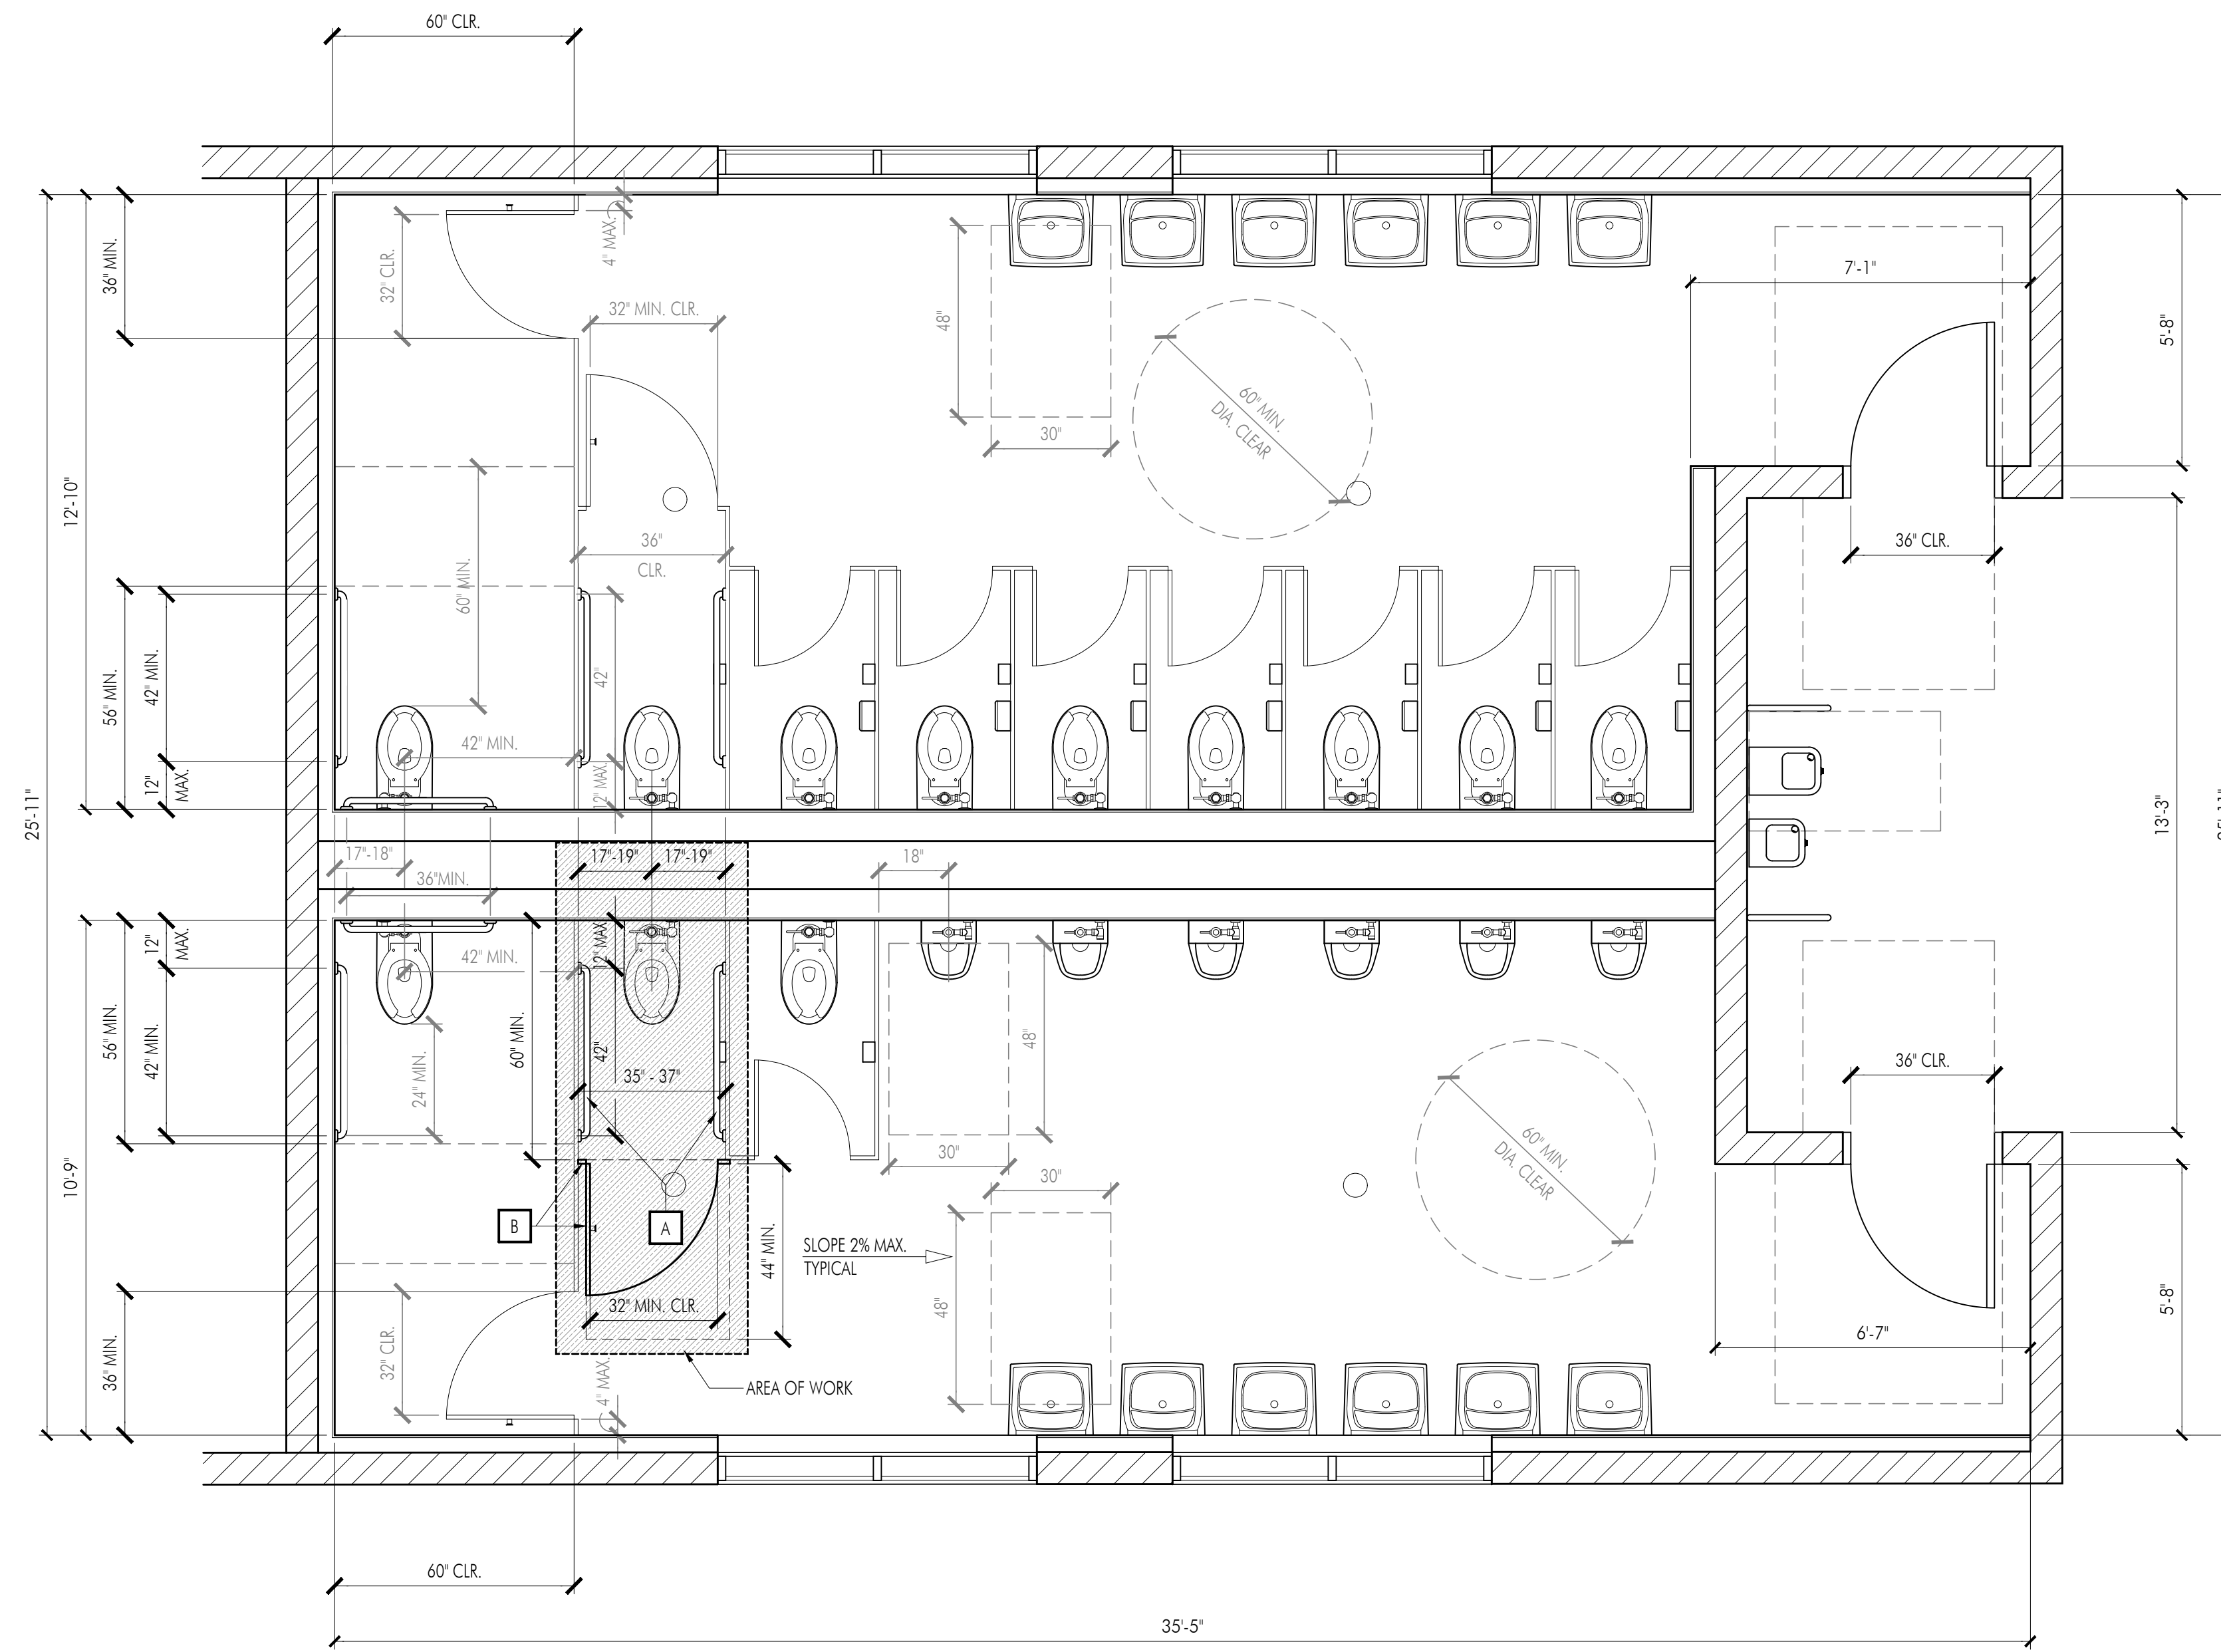 60" CLR.
36" MIN.
32" CLR.
4" MAX.
32" MIN. CLR.
48"
30"
60" MIN.
DIA. CLEAR
7'-1"
5'-8"
12'-10"
36"
CLR.
36" CLR.
60" MIN.
56" MIN.
42" MIN.
42"
42" MIN.
12"
MAX.
12" MAX.
25'-11"
13'-3"
17"-18"
36"MIN.
17"-19"
17"-19"
18"
12"
MAX.
42" MIN.
12" MAX.
56" MIN.
42" MIN.
24" MIN.
60" MIN.
42"
35" - 37"
48"
30"
30"
60" MIN.
DIA. CLEAR
36" CLR.
10'-9"
B
A
44" MIN.
SLOPE 2% MAX.
TYPICAL
48"
32" MIN. CLR.
36" MIN.
32" CLR.
4" MAX.
AREA OF WORK
6'-7"
5'-8"
60" CLR.
35'-5"